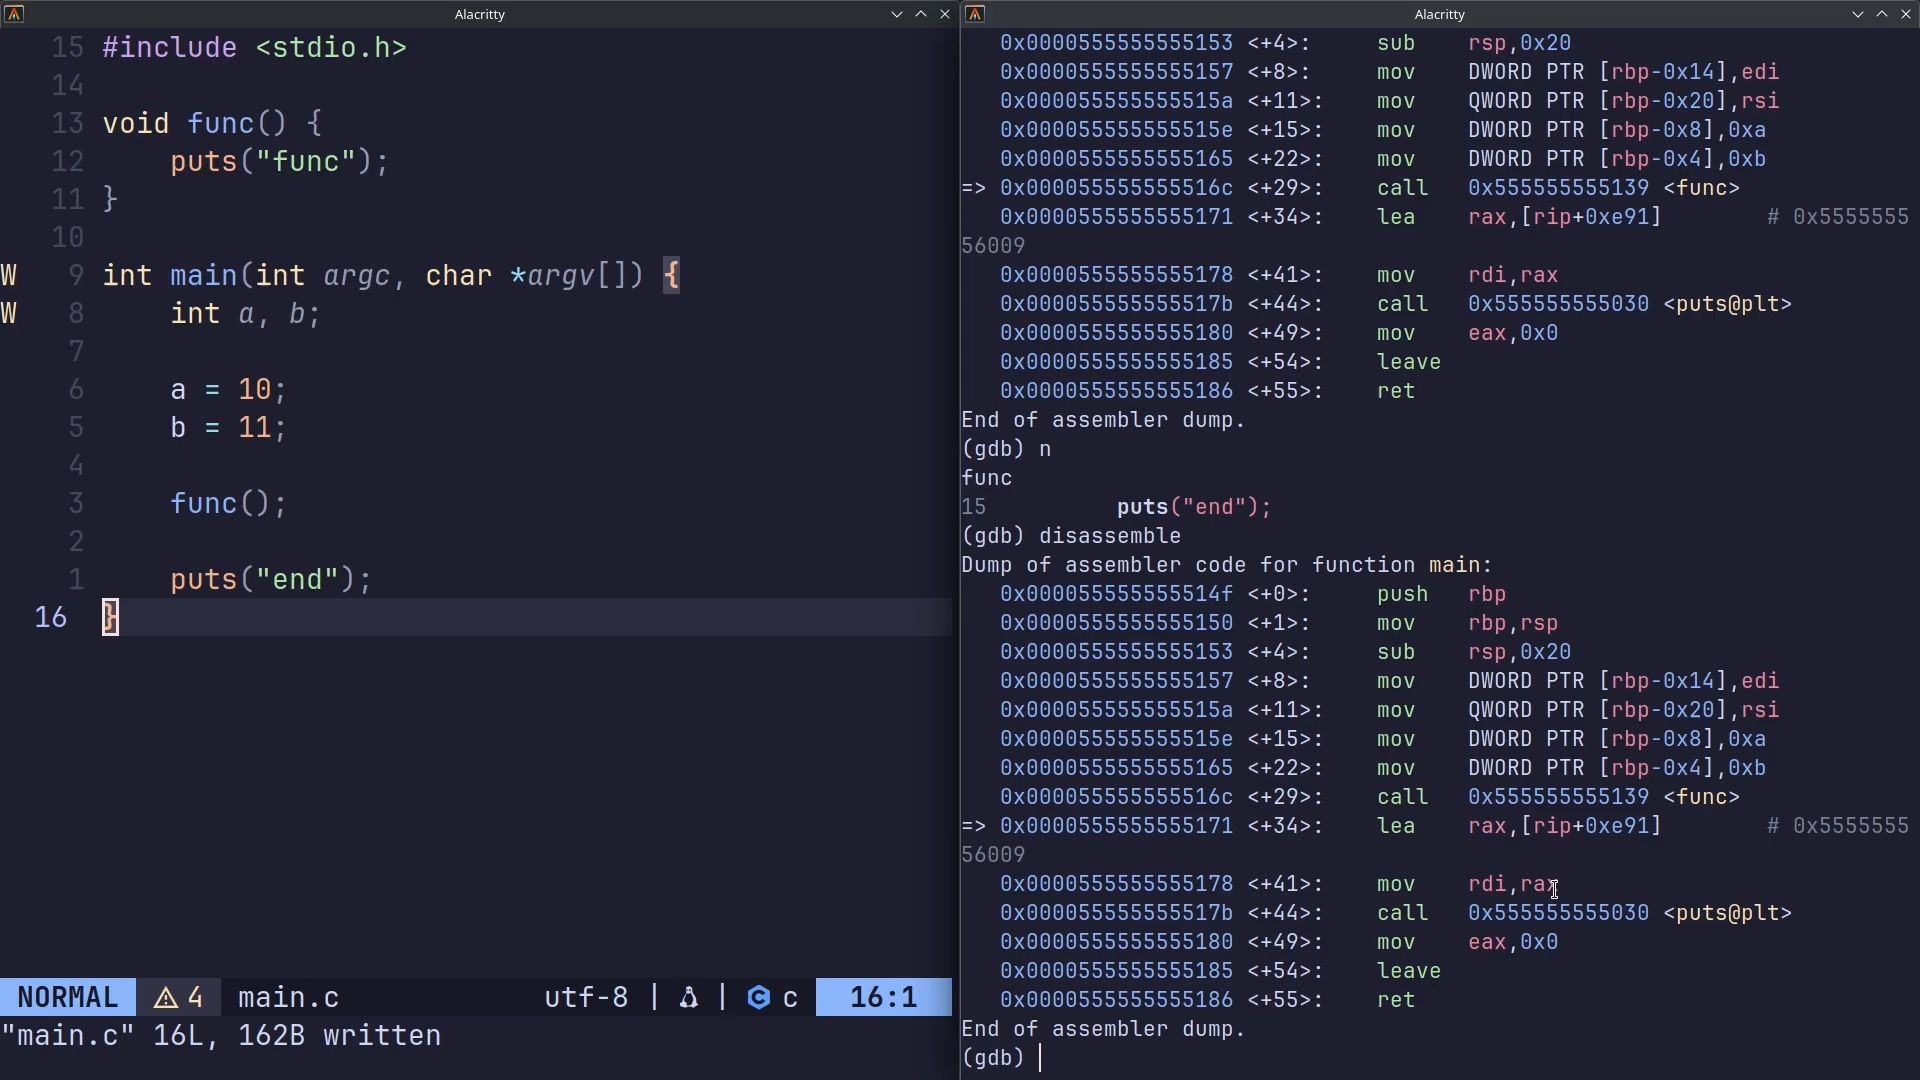 Alacritty
15 #include <stdio.h>
14
13 void func() {
12     puts("func");
11 }
10
W 9 int main(int argc, char *argv[]) {
W 8     int a, b;
7
6     a = 10;
5     b = 11;
4
3     func();
2
1     puts("end");
16 }
NORMAL 4 main.c utf-8 | | C c 16:1
"main.c" 16L, 162B written
Alacritty
   0x0000555555555153 <+4>:     sub    rsp,0x20
   0x0000555555555157 <+8>:     mov    DWORD PTR [rbp-0x14],edi
   0x000055555555515a <+11>:    mov    QWORD PTR [rbp-0x20],rsi
   0x000055555555515e <+15>:    mov    DWORD PTR [rbp-0x8],0xa
   0x0000555555555165 <+22>:    mov    DWORD PTR [rbp-0x4],0xb
=> 0x000055555555516c <+29>:    call   0x555555555139 <func>
   0x0000555555555171 <+34>:    lea    rax,[rip+0xe91]        # 0x5555555
56009
   0x0000555555555178 <+41>:    mov    rdi,rax
   0x000055555555517b <+44>:    call   0x555555555030 <puts@plt>
   0x0000555555555180 <+49>:    mov    eax,0x0
   0x0000555555555185 <+54>:    leave
   0x0000555555555186 <+55>:    ret
End of assembler dump.
(gdb) n
func
15          puts("end");
(gdb) disassemble
Dump of assembler code for function main:
   0x000055555555514f <+0>:     push   rbp
   0x0000555555555150 <+1>:     mov    rbp,rsp
   0x0000555555555153 <+4>:     sub    rsp,0x20
   0x0000555555555157 <+8>:     mov    DWORD PTR [rbp-0x14],edi
   0x000055555555515a <+11>:    mov    QWORD PTR [rbp-0x20],rsi
   0x000055555555515e <+15>:    mov    DWORD PTR [rbp-0x8],0xa
   0x0000555555555165 <+22>:    mov    DWORD PTR [rbp-0x4],0xb
   0x000055555555516c <+29>:    call   0x555555555139 <func>
=> 0x0000555555555171 <+34>:    lea    rax,[rip+0xe91]        # 0x5555555
56009
   0x0000555555555178 <+41>:    mov    rdi,rax
   0x000055555555517b <+44>:    call   0x555555555030 <puts@plt>
   0x0000555555555180 <+49>:    mov    eax,0x0
   0x0000555555555185 <+54>:    leave
   0x0000555555555186 <+55>:    ret
End of assembler dump.
(gdb)